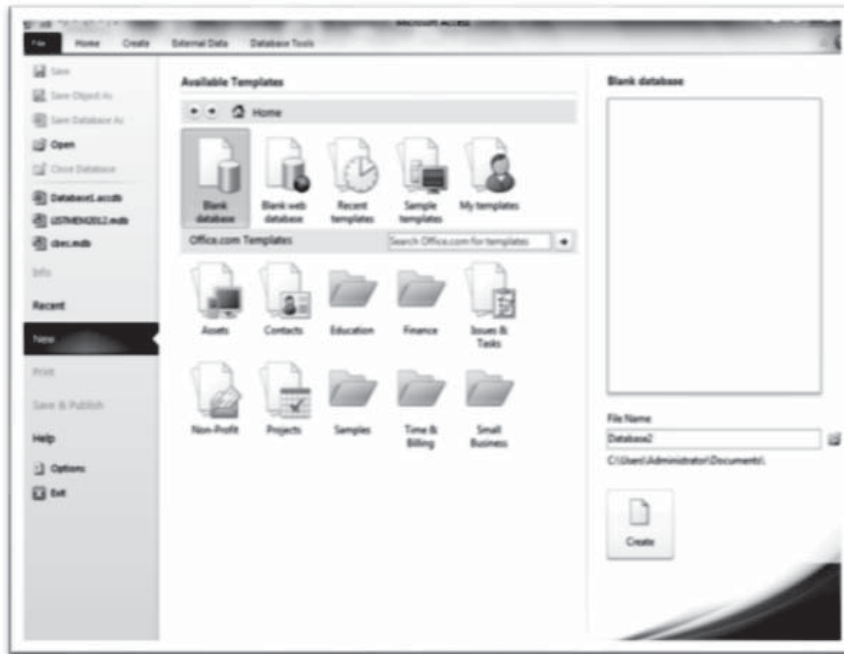 Microsoft Access
File Home Create External Data Database Tools
Save
Save Object As
Save Database As
Open
Close Database
Database1.accdb
cbec.mdb
Info
Recent
New
Print
Save & Publish
Help
Options
Exit
Available Templates
Home
Blank database
Blank web database
Recent templates
Sample templates
My templates
Office.com Templates
Search Office.com for templates
Assets
Contacts
Education
Finance
Issues & Tasks
Non-Profit
Projects
Samples
Time & Billing
Small Business
Blank database
File Name
Database2
C:\Users\Administrator\Documents\
Create